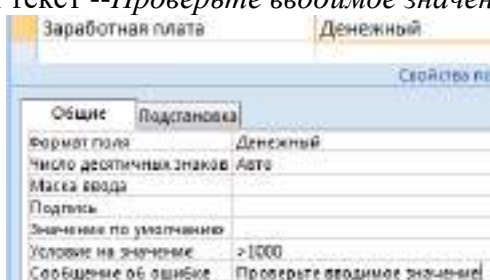 Текст --Проверьте вводимое значен
Заработная плата Денежный
Свойства по
Общие Подстановка
Формат поля Денежный
Число десятичных знаков Авто
Маска ввода
Подпись
Значение по умолчанию
Условие на значение >1000
Сообщение об ошибке Проверьте вводимое значение